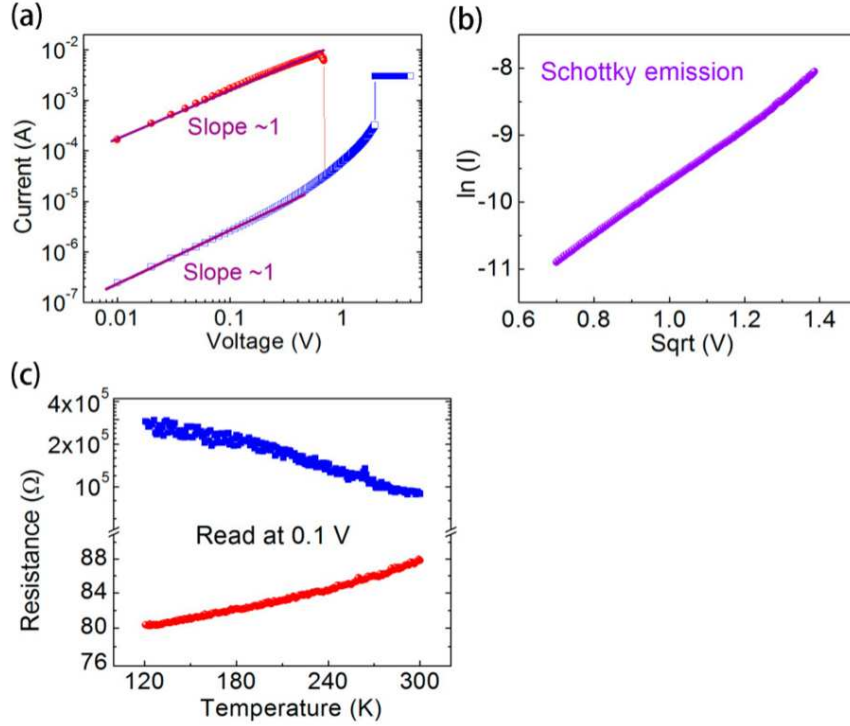 (a)
10^-2
10^-3
10^-4
10^-5
10^-6
10^-7
Current (A)
Slope ~1
Slope ~1
0.01
0.1
1
Voltage (V)
(b)
-8
-9
-10
-11
ln (I)
Schottky emission
0.6
0.8
1.0
1.2
1.4
Sqrt (V)
(c)
4x10^5
2x10^5
10^5
88
84
80
76
Resistance (Ω)
Read at 0.1 V
120
180
240
300
Temperature (K)